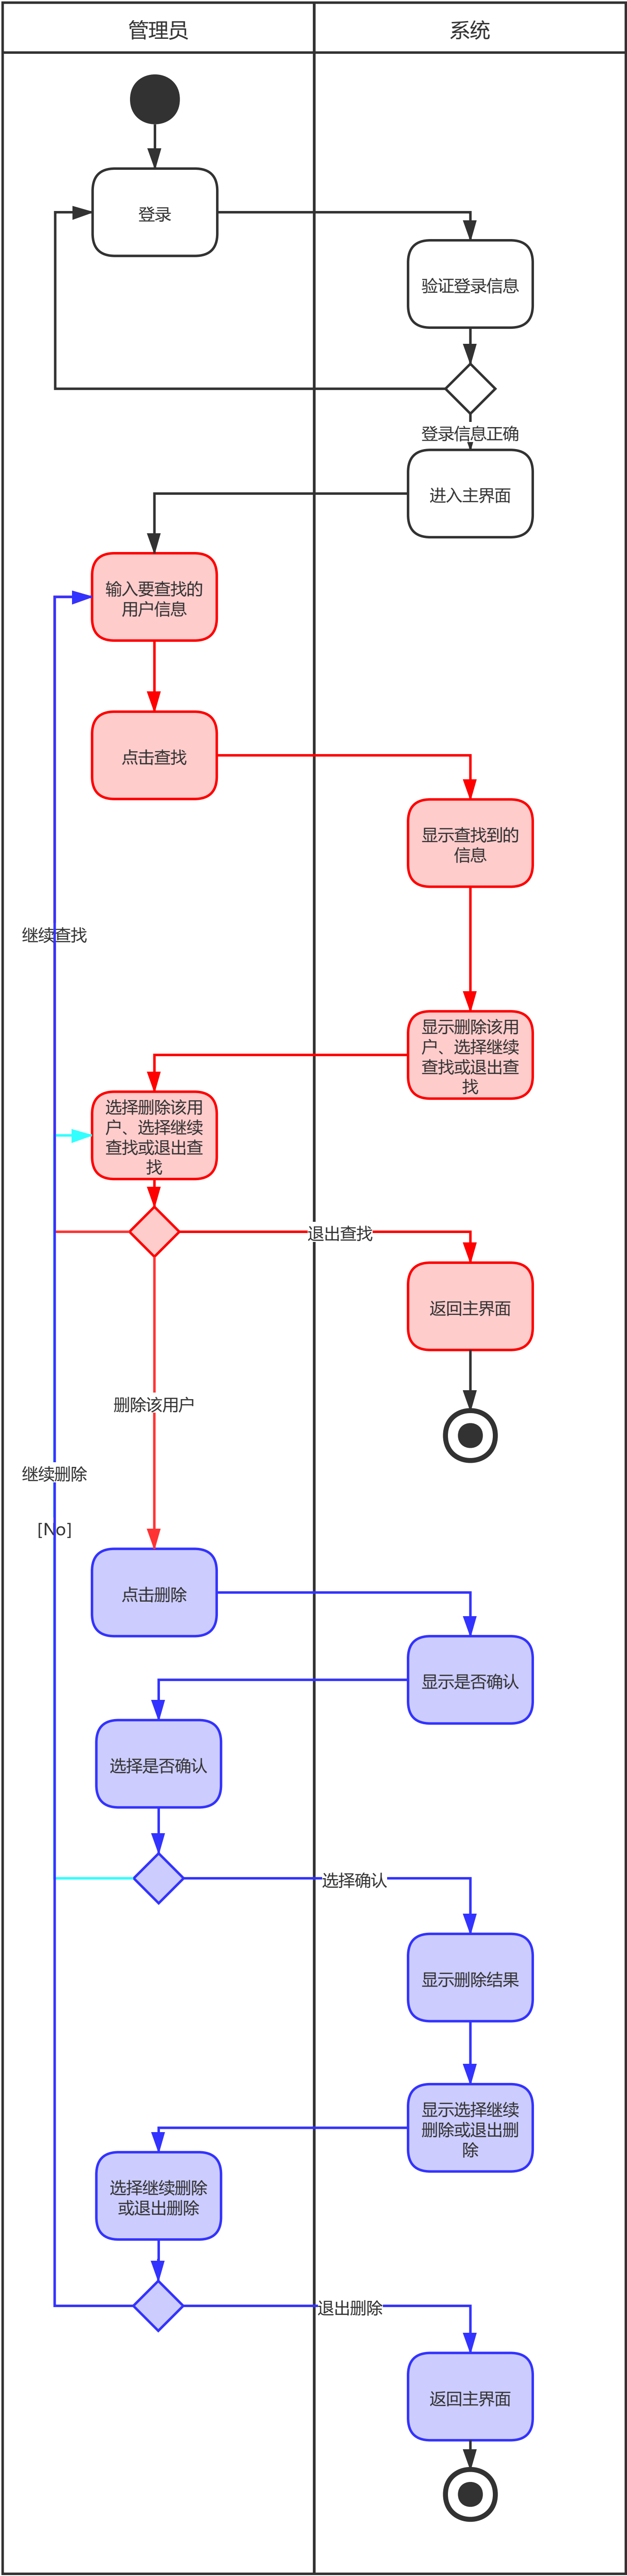 管理员
系统
登录
验证登录信息
登录信息正确
进入主界面
输入要查找的
用户信息
点击查找
显示查找到的
信息
继续查找
显示删除该用
户、选择继续
查找或退出查
找
选择删除该用
户、选择继续
查找或退出查
找
退出查找
返回主界面
删除该用户
继续删除
[No]
点击删除
显示是否确认
选择是否确认
选择确认
显示删除结果
显示选择继续
删除或退出删
除
选择继续删除
或退出删除
退出删除
返回主界面